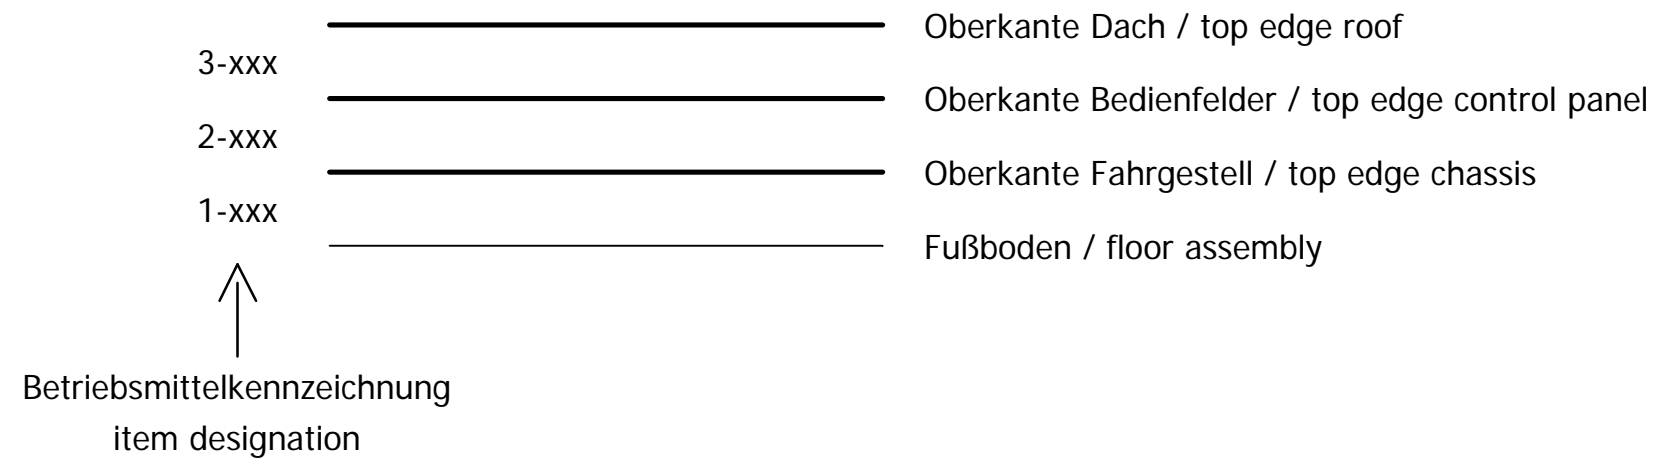 Oberkante Dach / top edge roof
3-xxx
Oberkante Bedienfelder / top edge control panel
2-xxx
Oberkante Fahrgestell / top edge chassis
1-xxx
Fußboden / floor assembly
Betriebsmittelkennzeichnung
item designation